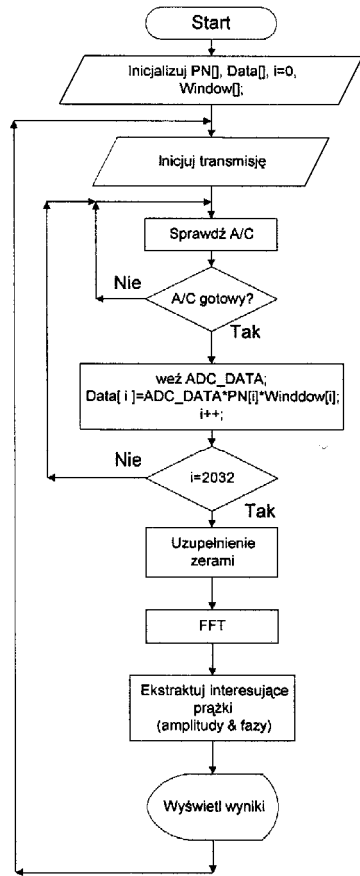 Start
Inicjalizuj PN[], Data[], i=0,
Window[];
Inicjuj transmisję
Sprawdź A/C
Nie
A/C gotowy?
Tak
weź ADC_DATA;
Data[ i ]=ADC_DATA*PN[i]*Winddow[i];
i++;
Nie
i=2032
Tak
Uzupełnienie
zerami
FFT
Ekstraktuj interesujące
prążki
(amplitudy & fazy)
Wyświetl wyniki